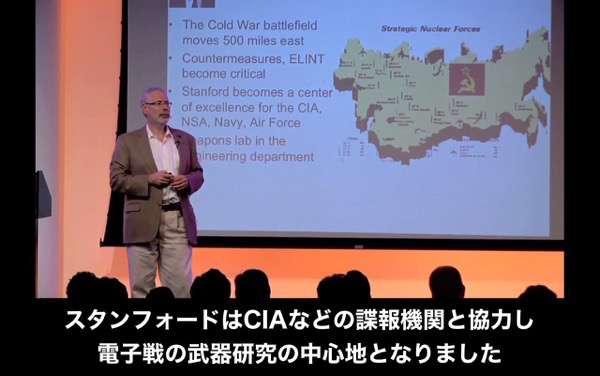 • The Cold War battlefield
moves 500 miles east
• Countermeasures, ELINT
become critical
• Stanford becomes a center
of excellence for the CIA,
NSA, Navy, Air Force
eapons lab in the
ngineering department
Strategic Nuclear Forces
スタンフォードはCIAなどの諜報機関と協力し
電子戦の武器研究の中心地となりました